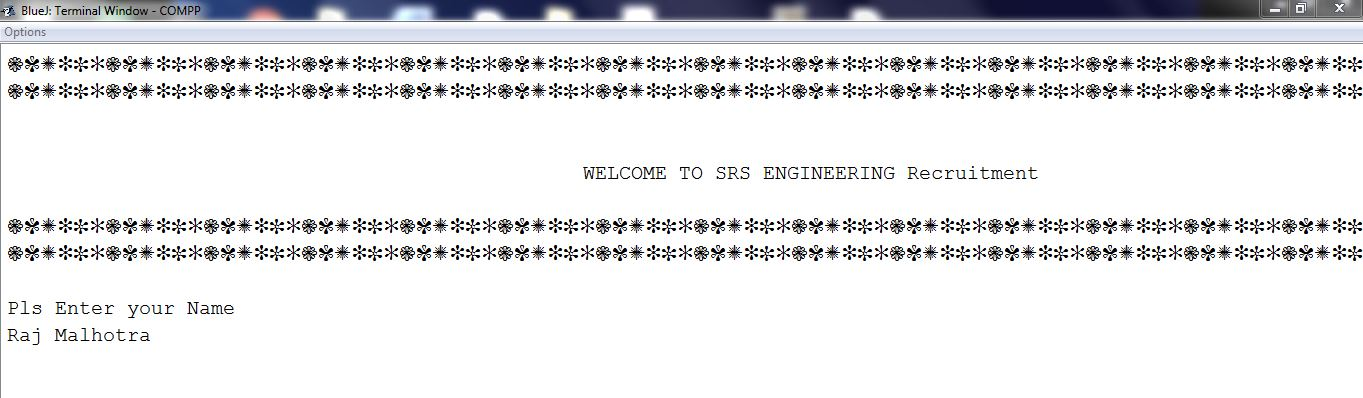 BlueJ: Terminal Window - COMPP
Options
WELCOME TO SRS ENGINEERING Recruitment
Pls Enter your Name
Raj Malhotra